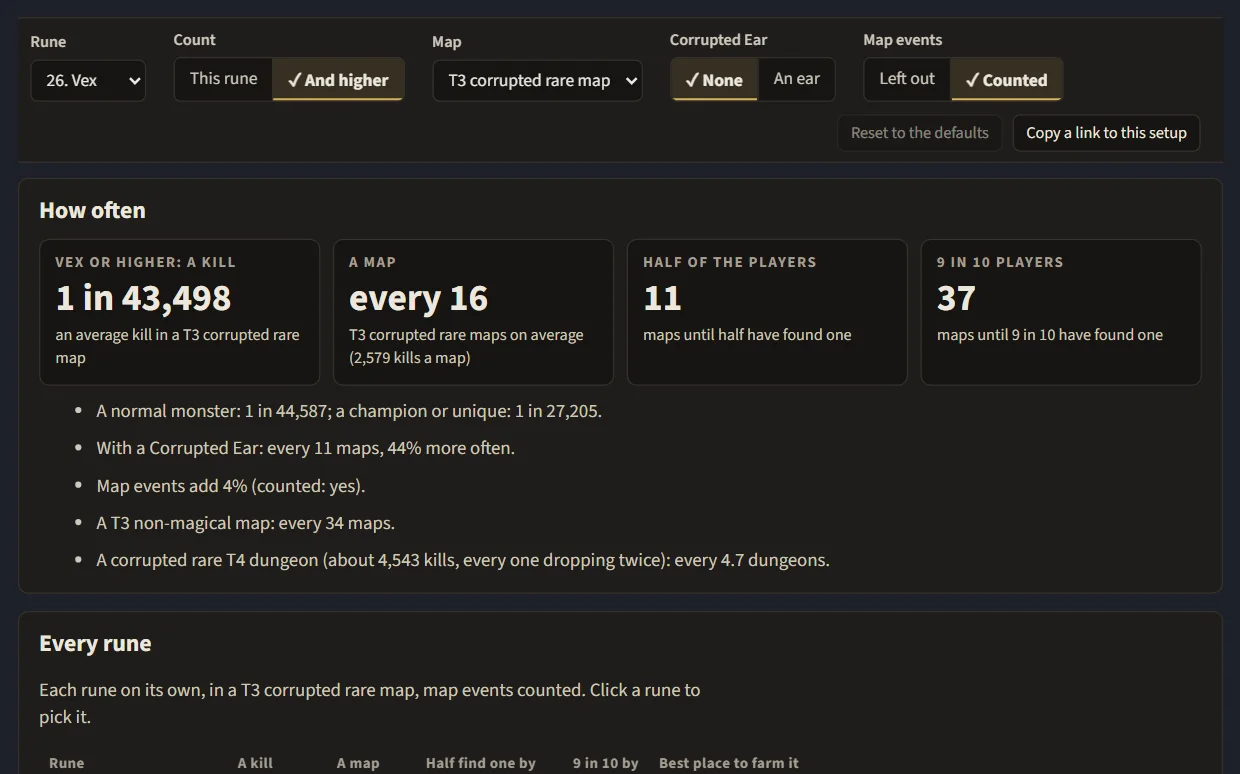 Rune
Count
Map
Corrupted Ear
Map events
26. Vex
This rune
✓ And higher
T3 corrupted rare map
✓ None
An ear
Left out
✓ Counted
Reset to the defaults
Copy a link to this setup
How often
VEX OR HIGHER: A KILL
1 in 43,498
an average kill in a T3 corrupted rare
map
A MAP
every 16
T3 corrupted rare maps on average
(2,579 kills a map)
HALF OF THE PLAYERS
11
maps until half have found one
9 IN 10 PLAYERS
37
maps until 9 in 10 have found one
• A normal monster: 1 in 44,587; a champion or unique: 1 in 27,205.
• With a Corrupted Ear: every 11 maps, 44% more often.
• Map events add 4% (counted: yes).
• A T3 non-magical map: every 34 maps.
• A corrupted rare T4 dungeon (about 4,543 kills, every one dropping twice): every 4.7 dungeons.
Every rune
Each rune on its own, in a T3 corrupted rare map, map events counted. Click a rune to
pick it.
Rune A kill A map Half find one by 9 in 10 by Best place to farm it